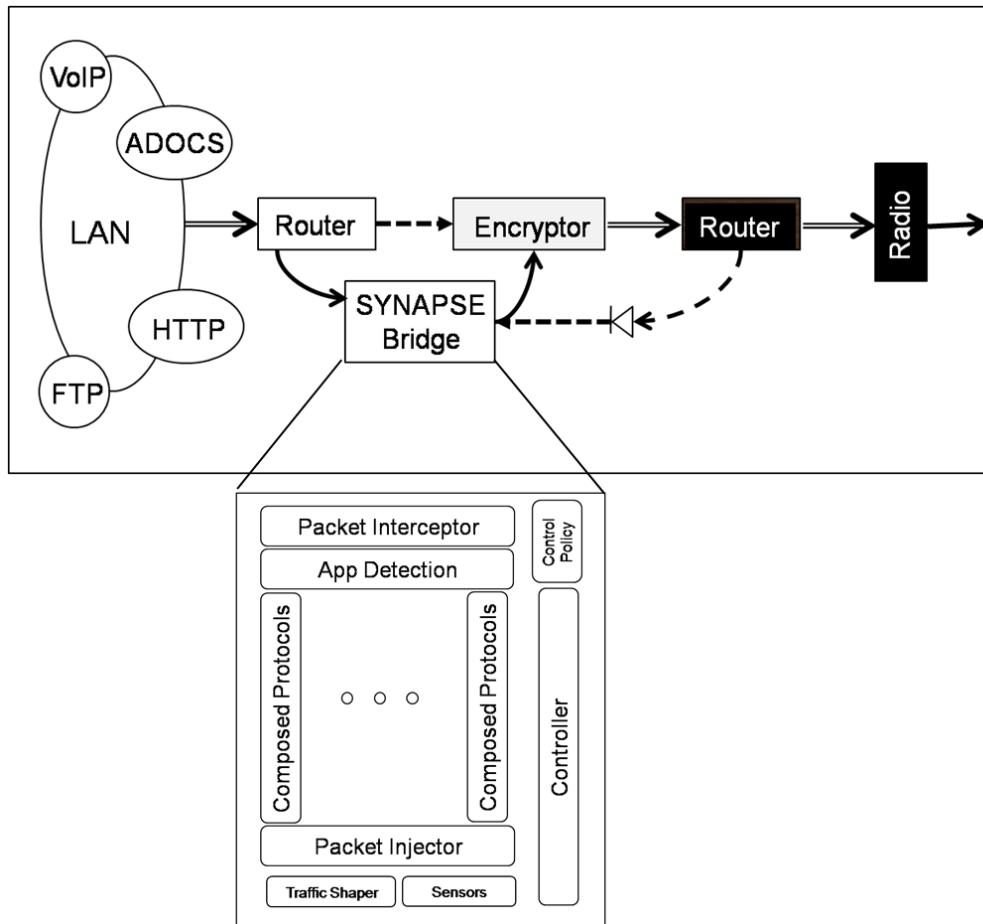 VoIP
ADOCS
LAN
HTTP
FTP
Router
Encryptor
Router
Radio
SYNAPSE
Bridge
Packet Interceptor
Control
Policy
App Detection
Composed Protocols
Composed Protocols
Controller
Packet Injector
Traffic Shaper
Sensors